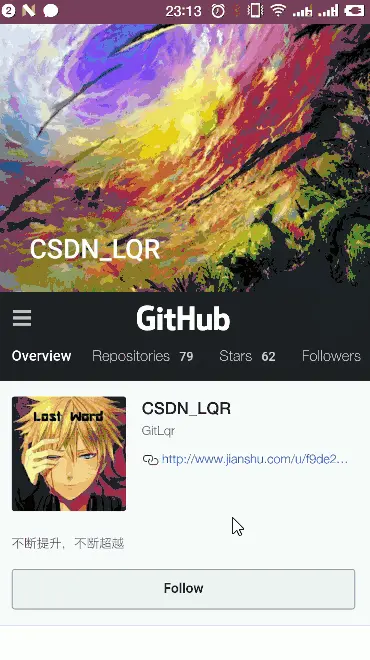 2 23:13
CSDN_LQR
GitHub
Overview Repositories 79 Stars 62 Followers
Lost Word
CSDN_LQR
GitLqr
http://www.jianshu.com/u/f9de2...
不断提升，不断超越
Follow